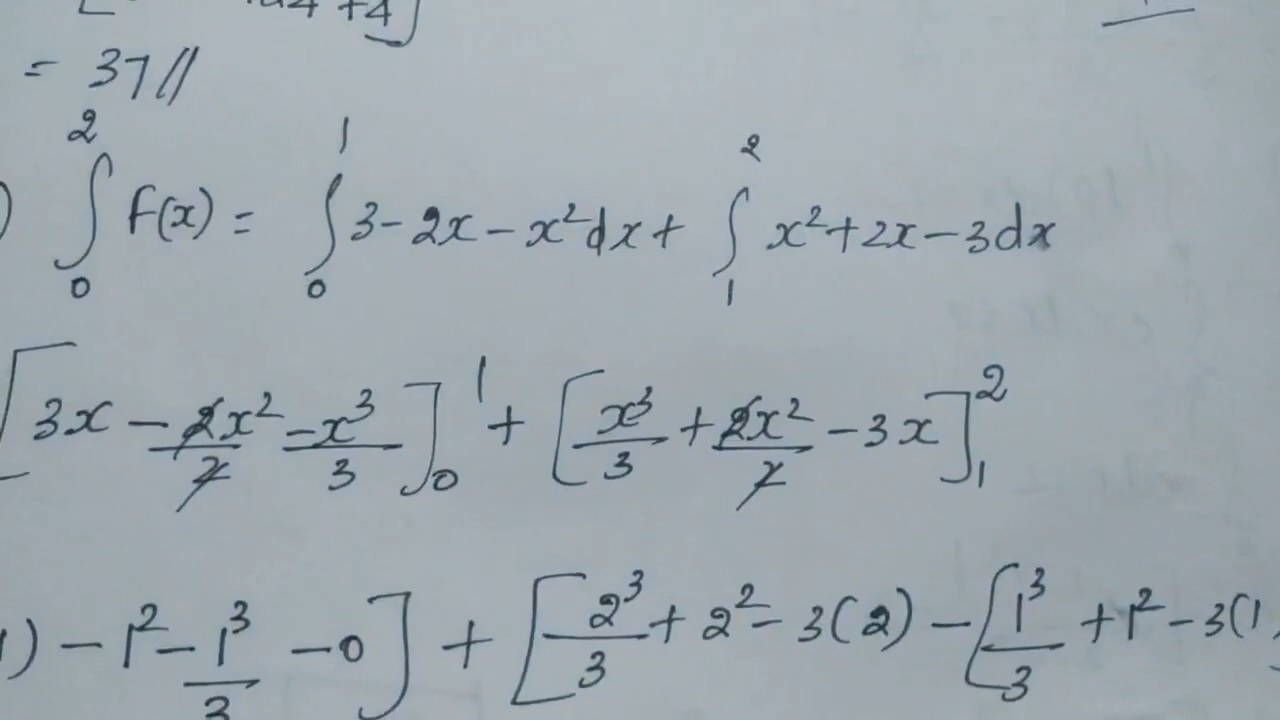 +4]
= 37//
∫₀² f(x) = ∫₀¹ 3 - 2x - x² dx + ∫₁² x² + 2x - 3 dx
[3x - 2x²/2 - x³/3]₀¹ + [x³/3 + 2x²/2 - 3x]₁²
1) - 1² - 1³/3 - 0] + [2³/3 + 2² - 3(2) - [1³/3 + 1² - 3(1